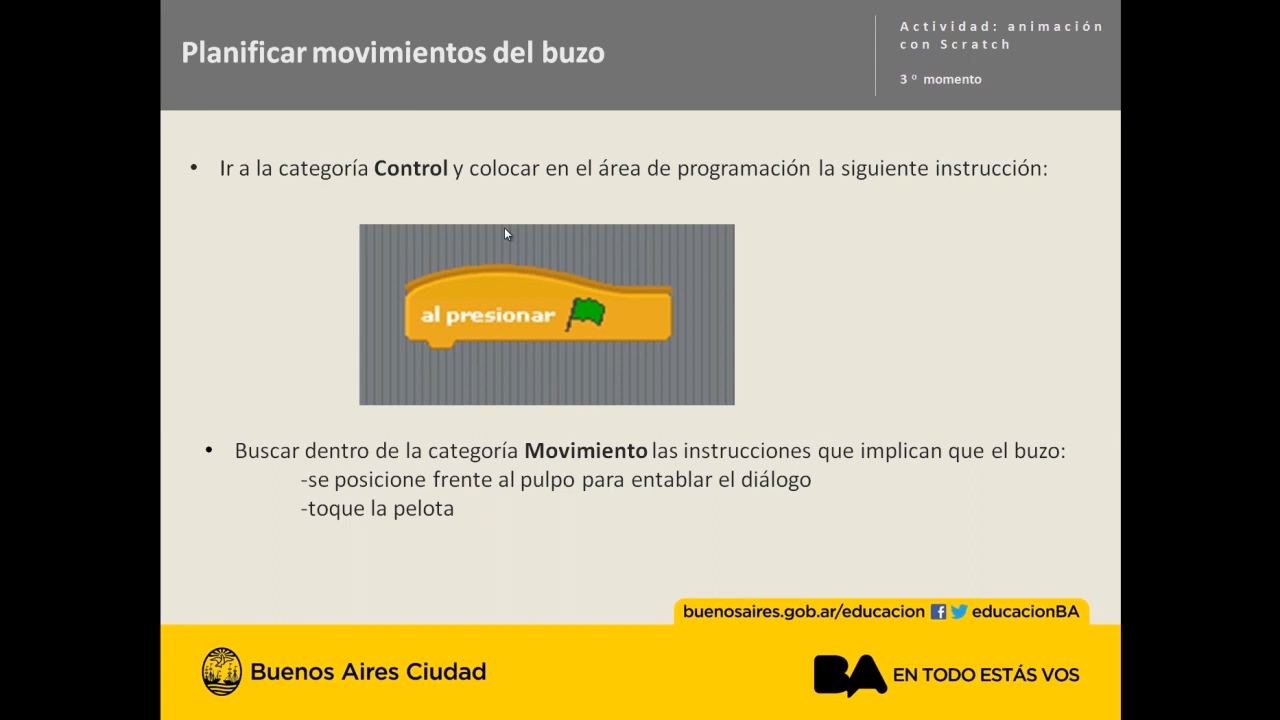 Planificar movimientos del buzo
Actividad: animación
con Scratch
3 º momento
• Ir a la categoría Control y colocar en el área de programación la siguiente instrucción:
al presionar
• Buscar dentro de la categoría Movimiento las instrucciones que implican que el buzo:
-se posicione frente al pulpo para entablar el diálogo
-toque la pelota
buenosaires.gob.ar/educacion educacionBA
Buenos Aires Ciudad
BA EN TODO ESTÁS VOS